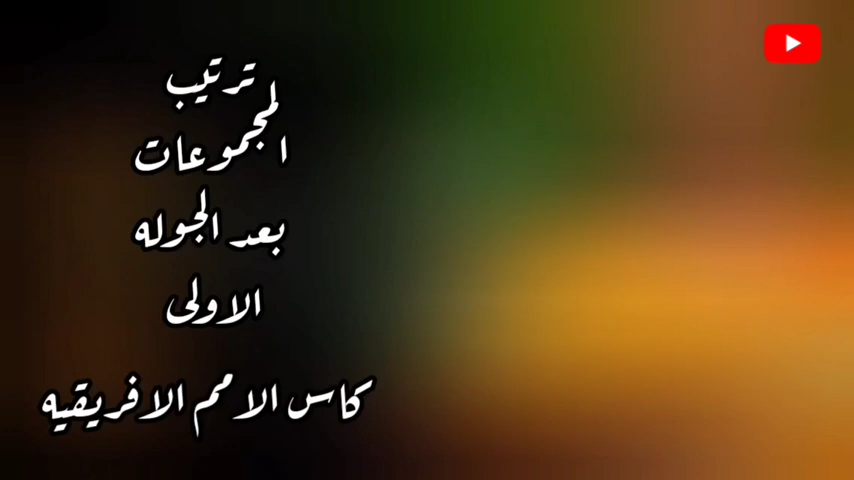 ترتيب
المجموعات
بعد الجوله
الاولى
كاس الامم الافريقيه